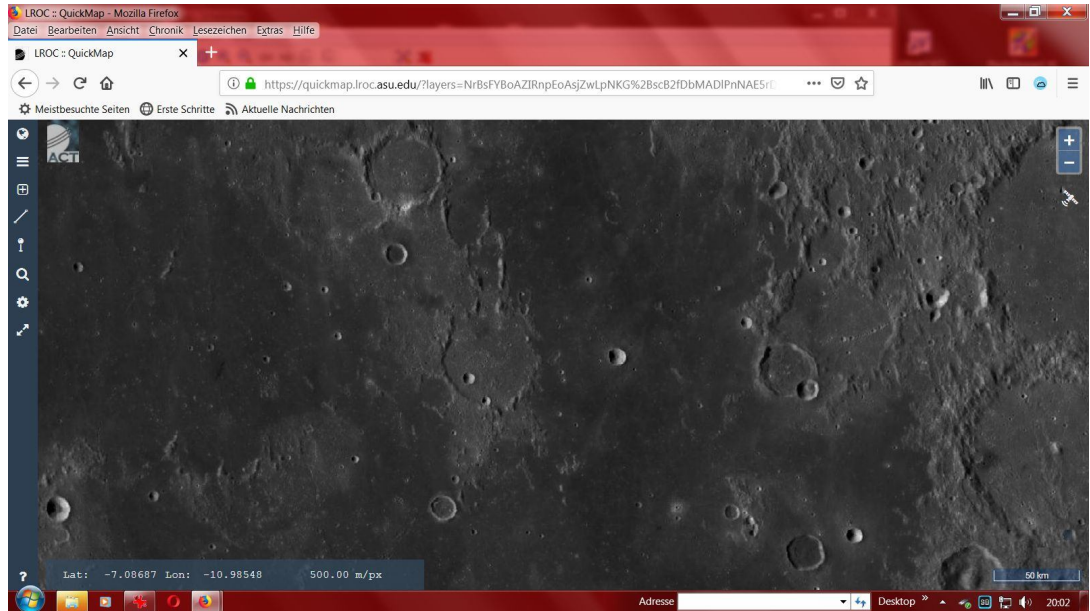 LROC :: QuickMap - Mozilla Firefox
Datei Bearbeiten Ansicht Chronik Lesezeichen Extras Hilfe
LROC :: QuickMap
https://quickmap.lroc.asu.edu/?layers=NrBsFYBoAZIRnpEoAsjZwLpNKG%2BscB2fDbMADlPnNAE5r
Meistbesuchte Seiten Erste Schritte Aktuelle Nachrichten
ACT
+
−
50 km
? Lat: -7.08687 Lon: -10.98548 500.00 m/px
Adresse Desktop » 20:02